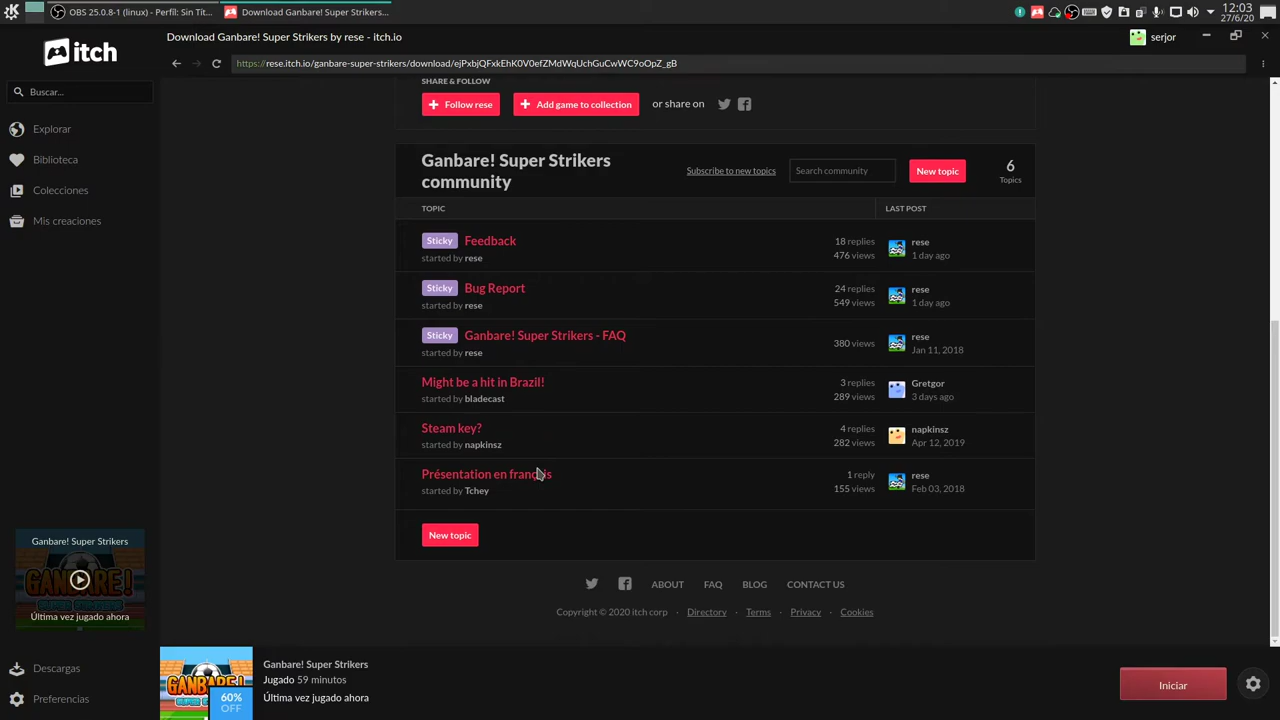 OBS 25.0.8-1 (linux) - Perfil: Sin Tít...
Download Ganbare! Super Strikers...
12:03
27/6/20
itch
Download Ganbare! Super Strikers by rese - itch.io
serjor
https://rese.itch.io/ganbare-super-strikers/download/ejPxbjQFxkEhK0V0efZMdWqUchGuCwWC9oOpZ_gB
Buscar...
Explorar
Biblioteca
Colecciones
Mis creaciones
SHARE & FOLLOW
Follow rese
Add game to collection
or share on
Ganbare! Super Strikers
community
Subscribe to new topics
Search community
New topic
6
Topics
TOPIC
LAST POST
Sticky Feedback
started by rese
18 replies
476 views
rese
1 day ago
Sticky Bug Report
started by rese
24 replies
549 views
rese
1 day ago
Sticky Ganbare! Super Strikers - FAQ
started by rese
380 views
rese
Jan 11, 2018
Might be a hit in Brazil!
started by bladecast
3 replies
289 views
Gretgor
3 days ago
Steam key?
started by napkinsz
4 replies
282 views
napkinsz
Apr 12, 2019
Présentation en français
started by Tchey
1 reply
155 views
rese
Feb 03, 2018
New topic
ABOUT
FAQ
BLOG
CONTACT US
Copyright © 2020 itch corp · Directory · Terms · Privacy · Cookies
Ganbare! Super Strikers
GANBARE!
SUPER STRIKERS
Última vez jugado ahora
Descargas
Preferencias
GANBARE!
60%
OFF
Ganbare! Super Strikers
Jugado 59 minutos
Última vez jugado ahora
Iniciar